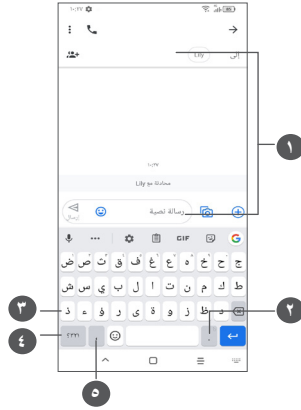 ١٠:٢٧
إلى Lily
١
١٠:٢٧
محادثة مع Lily
رسالة نصية
إرسال
GIF G
ض ص ث ق ف غ ع ه خ ح ج
ش س ي ب ل ا ت ن م ك ط
ذ ء ؤ ر ى ة و ز ظ د
٣
٢
؟١٢٣
،
.
٤
٥